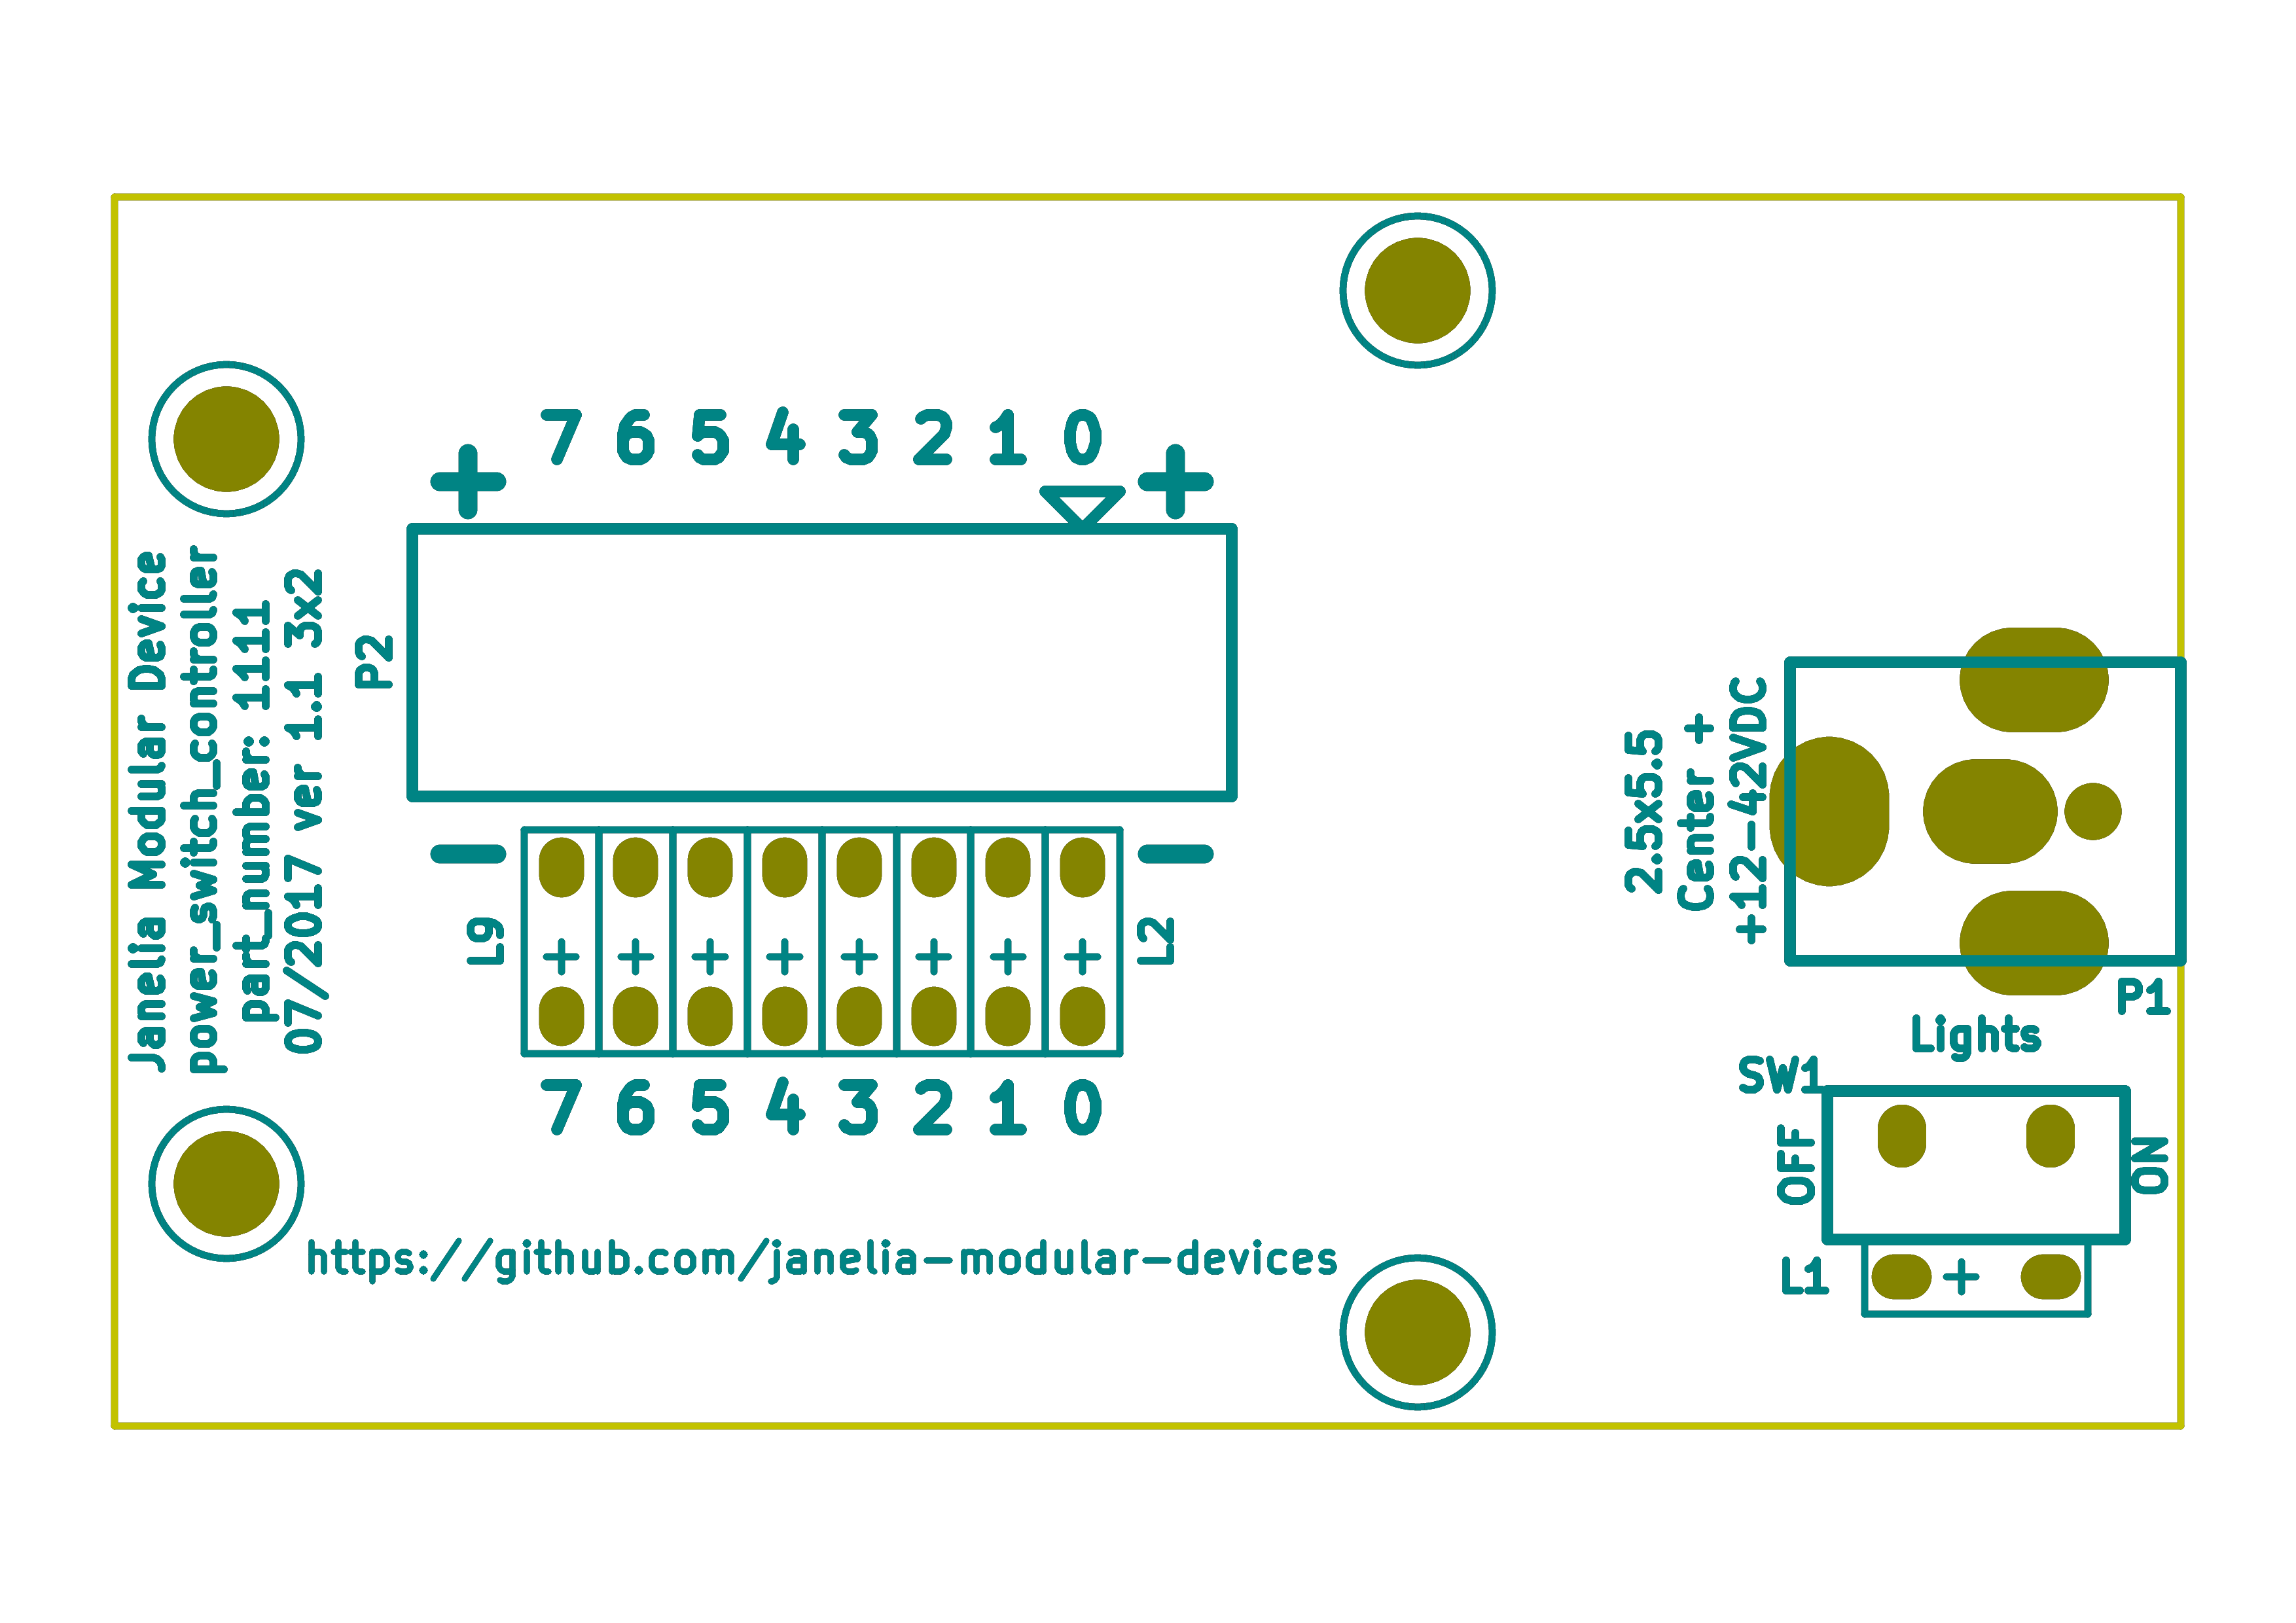 Janelia Modular Device
power_switch_controller
part_number: 1111
07/2017 ver 1.1 3x2
7 6 5 4 3 2 1 0
+ +
P2
- -
L9
+ + + + + + + +
L2
7 6 5 4 3 2 1 0
https://github.com/janelia-modular-devices
2.5x5.5
Center +
+12-42VDC
P1
Lights
SW1
OFF
ON
L1 +